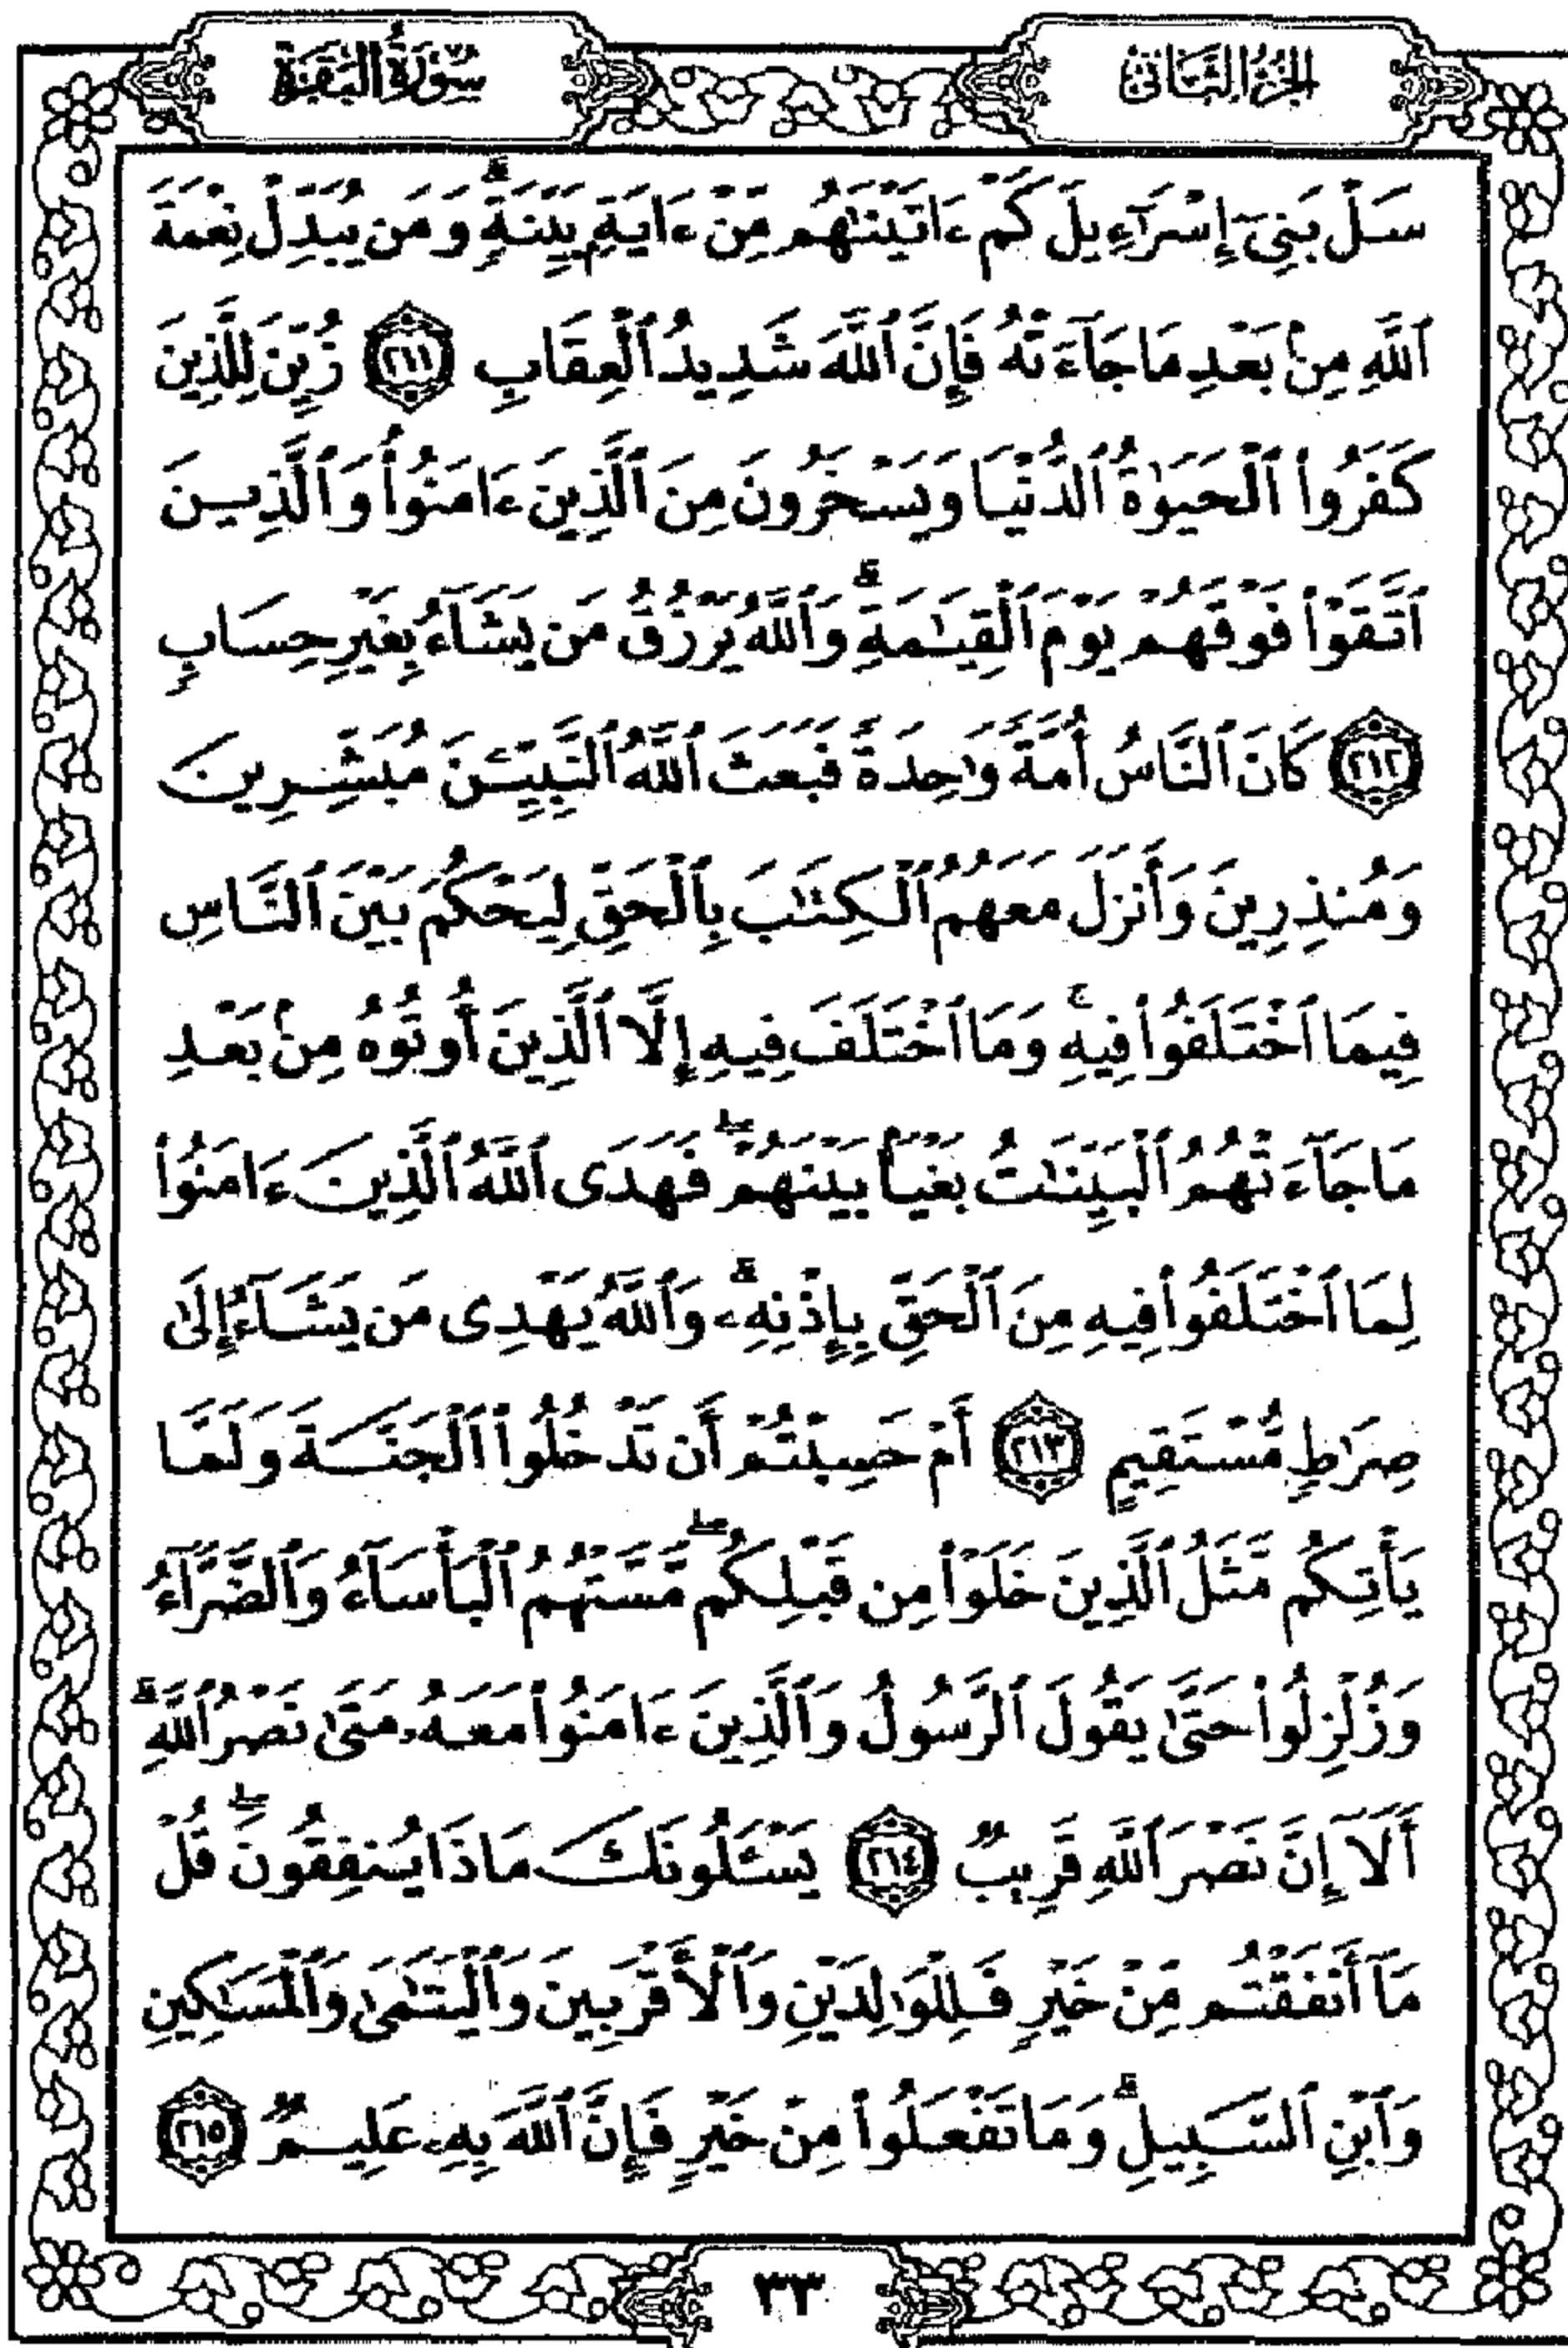 الجزء الثاني
سورة البقرة
سَلْ بَنِىٓ إِسْرَٰٓءِيلَ كَمْ ءَاتَيْنَٰهُم مِّنْ ءَايَةٍۭ بَيِّنَةٍۗ وَمَن يُبَدِّلْ نِعْمَةَ
ٱللَّهِ مِنۢ بَعْدِ مَا جَآءَتْهُ فَإِنَّ ٱللَّهَ شَدِيدُ ٱلْعِقَابِ ٢١١ زُيِّنَ لِلَّذِينَ
كَفَرُوا۟ ٱلْحَيَوٰةُ ٱلدُّنْيَا وَيَسْخَرُونَ مِنَ ٱلَّذِينَ ءَامَنُوا۟ۘ وَٱلَّذِينَ
ٱتَّقَوْا۟ فَوْقَهُمْ يَوْمَ ٱلْقِيَٰمَةِۗ وَٱللَّهُ يَرْزُقُ مَن يَشَآءُ بِغَيْرِ حِسَابٍ
٢١٢ كَانَ ٱلنَّاسُ أُمَّةً وَٰحِدَةً فَبَعَثَ ٱللَّهُ ٱلنَّبِيِّـۧنَ مُبَشِّرِينَ
وَمُنذِرِينَ وَأَنزَلَ مَعَهُمُ ٱلْكِتَٰبَ بِٱلْحَقِّ لِيَحْكُمَ بَيْنَ ٱلنَّاسِ
فِيمَا ٱخْتَلَفُوا۟ فِيهِۚ وَمَا ٱخْتَلَفَ فِيهِ إِلَّا ٱلَّذِينَ أُوتُوهُ مِنۢ بَعْدِ
مَا جَآءَتْهُمُ ٱلْبَيِّنَٰتُ بَغْيًۢا بَيْنَهُمْۖ فَهَدَى ٱللَّهُ ٱلَّذِينَ ءَامَنُوا۟
لِمَا ٱخْتَلَفُوا۟ فِيهِ مِنَ ٱلْحَقِّ بِإِذْنِهِۦۗ وَٱللَّهُ يَهْدِى مَن يَشَآءُ إِلَىٰ
صِرَٰطٍ مُّسْتَقِيمٍ ٢١٣ أَمْ حَسِبْتُمْ أَن تَدْخُلُوا۟ ٱلْجَنَّةَ وَلَمَّا
يَأْتِكُم مَّثَلُ ٱلَّذِينَ خَلَوْا۟ مِن قَبْلِكُمۖ مَّسَّتْهُمُ ٱلْبَأْسَآءُ وَٱلضَّرَّآءُ
وَزُلْزِلُوا۟ حَتَّىٰ يَقُولَ ٱلرَّسُولُ وَٱلَّذِينَ ءَامَنُوا۟ مَعَهُۥ مَتَىٰ نَصْرُ ٱللَّهِۗ
أَلَآ إِنَّ نَصْرَ ٱللَّهِ قَرِيبٌ ٢١٤ يَسْـَٔلُونَكَ مَاذَا يُنفِقُونَۖ قُلْ
مَآ أَنفَقْتُم مِّنْ خَيْرٍ فَلِلْوَٰلِدَيْنِ وَٱلْأَقْرَبِينَ وَٱلْيَتَٰمَىٰ وَٱلْمَسَٰكِينِ
وَٱبْنِ ٱلسَّبِيلِۗ وَمَا تَفْعَلُوا۟ مِنْ خَيْرٍ فَإِنَّ ٱللَّهَ بِهِۦ عَلِيمٌ ٢١٥
٣٣